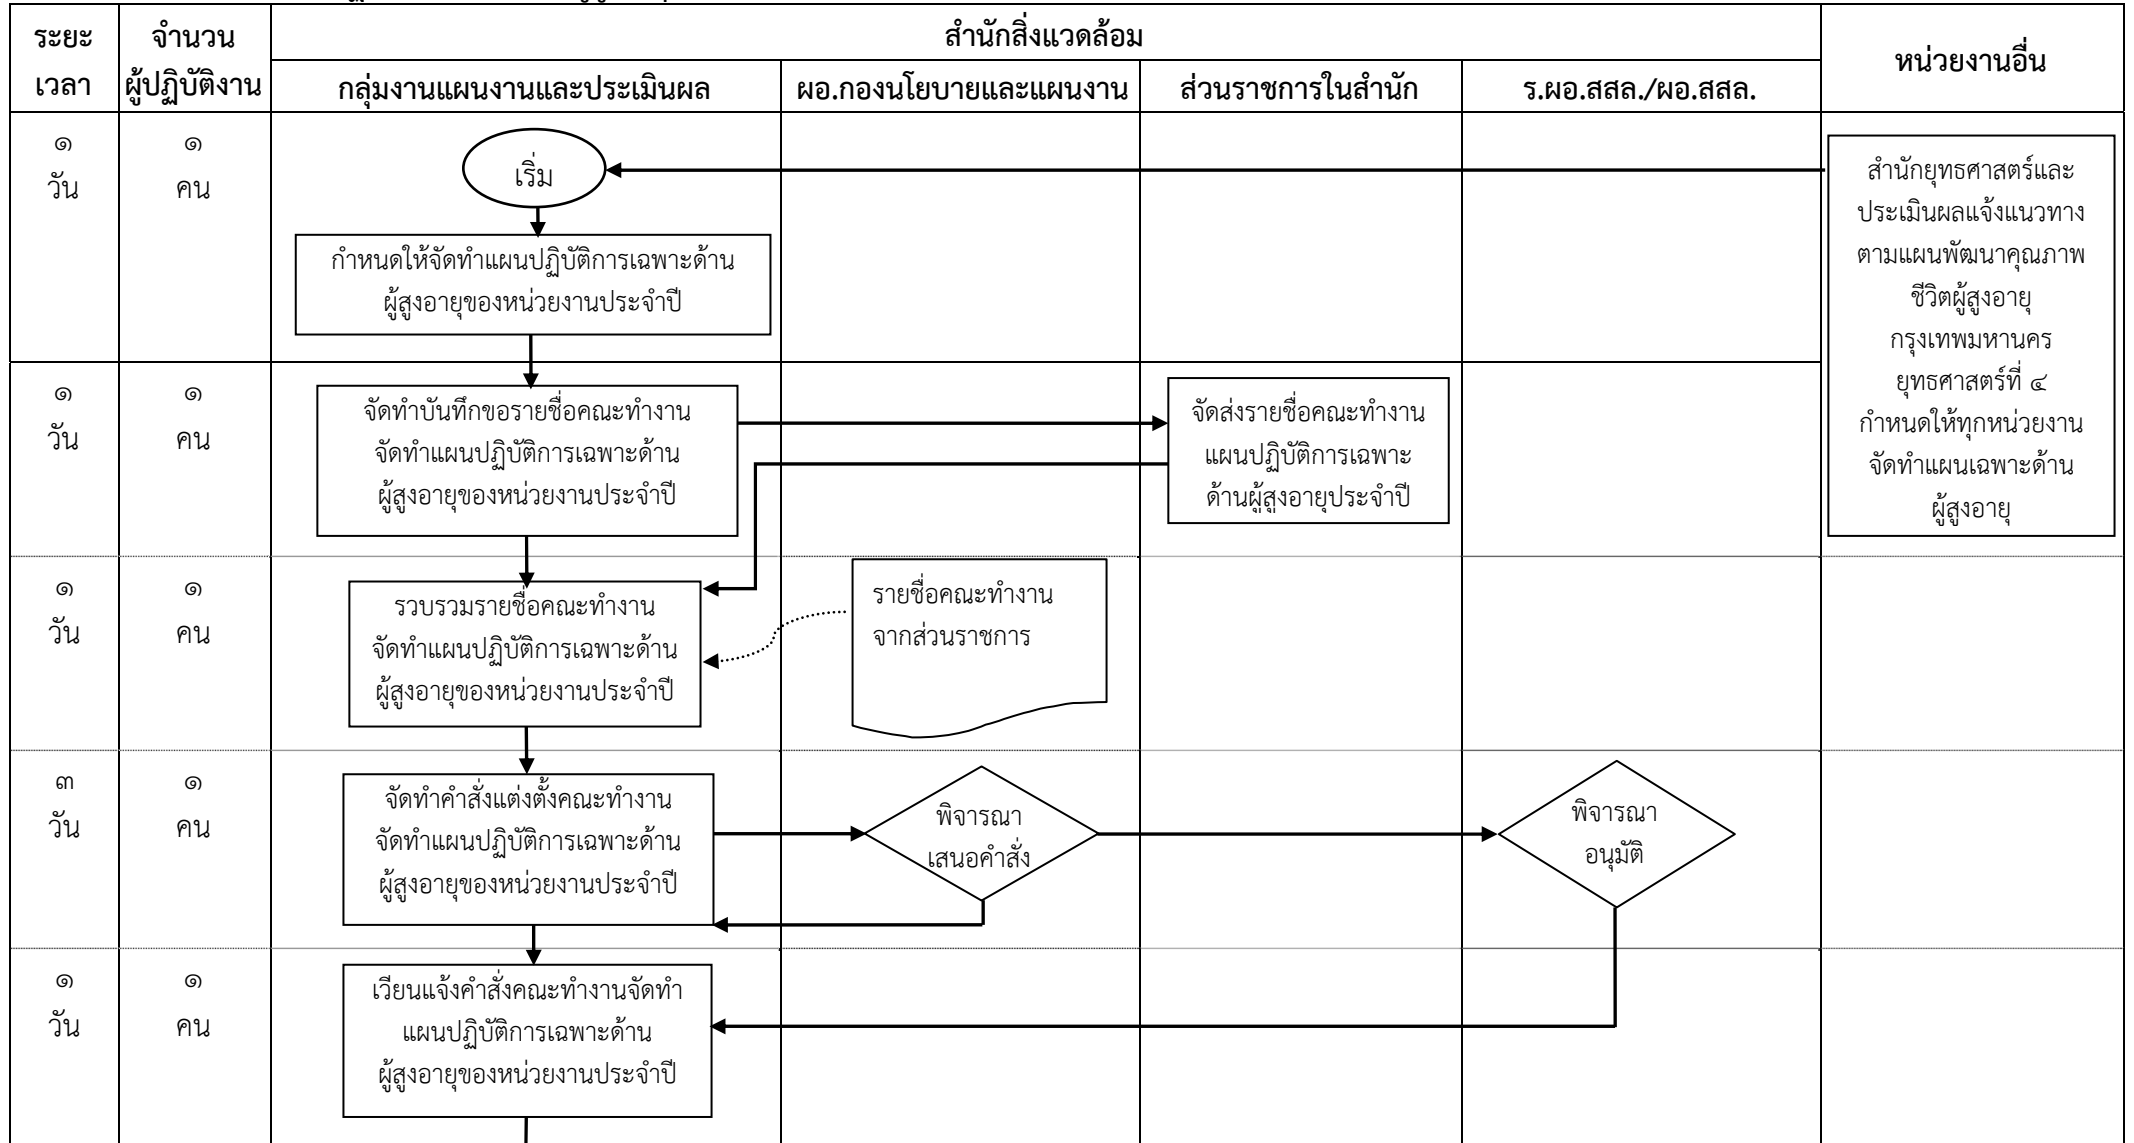 ระยะ
เวลา
จำนวน
ผู้ปฏิบัติงาน
สำนักสิ่งแวดล้อม
หน่วยงานอื่น
กลุ่มงานแผนงานและประเมินผล
ผอ.กองนโยบายและแผนงาน
ส่วนราชการในสำนัก
ร.ผอ.สสล./ผอ.สสล.
๑
วัน
๑
คน
เริ่ม
กำหนดให้จัดทำแผนปฏิบัติการเฉพาะด้าน
ผู้สูงอายุของหน่วยงานประจำปี
สำนักยุทธศาสตร์และ
ประเมินผลแจ้งแนวทาง
ตามแผนพัฒนาคุณภาพ
ชีวิตผู้สูงอายุ
กรุงเทพมหานคร
ยุทธศาสตร์ที่ ๔
กำหนดให้ทุกหน่วยงาน
จัดทำแผนเฉพาะด้าน
ผู้สูงอายุ
๑
วัน
๑
คน
จัดทำบันทึกขอรายชื่อคณะทำงาน
จัดทำแผนปฏิบัติการเฉพาะด้าน
ผู้สูงอายุของหน่วยงานประจำปี
จัดส่งรายชื่อคณะทำงาน
แผนปฏิบัติการเฉพาะ
ด้านผู้สูงอายุประจำปี
๑
วัน
๑
คน
รวบรวมรายชื่อคณะทำงาน
จัดทำแผนปฏิบัติการเฉพาะด้าน
ผู้สูงอายุของหน่วยงานประจำปี
รายชื่อคณะทำงาน
จากส่วนราชการ
๓
วัน
๑
คน
จัดทำคำสั่งแต่งตั้งคณะทำงาน
จัดทำแผนปฏิบัติการเฉพาะด้าน
ผู้สูงอายุของหน่วยงานประจำปี
พิจารณา
เสนอคำสั่ง
พิจารณา
อนุมัติ
๑
วัน
๑
คน
เวียนแจ้งคำสั่งคณะทำงานจัดทำ
แผนปฏิบัติการเฉพาะด้าน
ผู้สูงอายุของหน่วยงานประจำปี